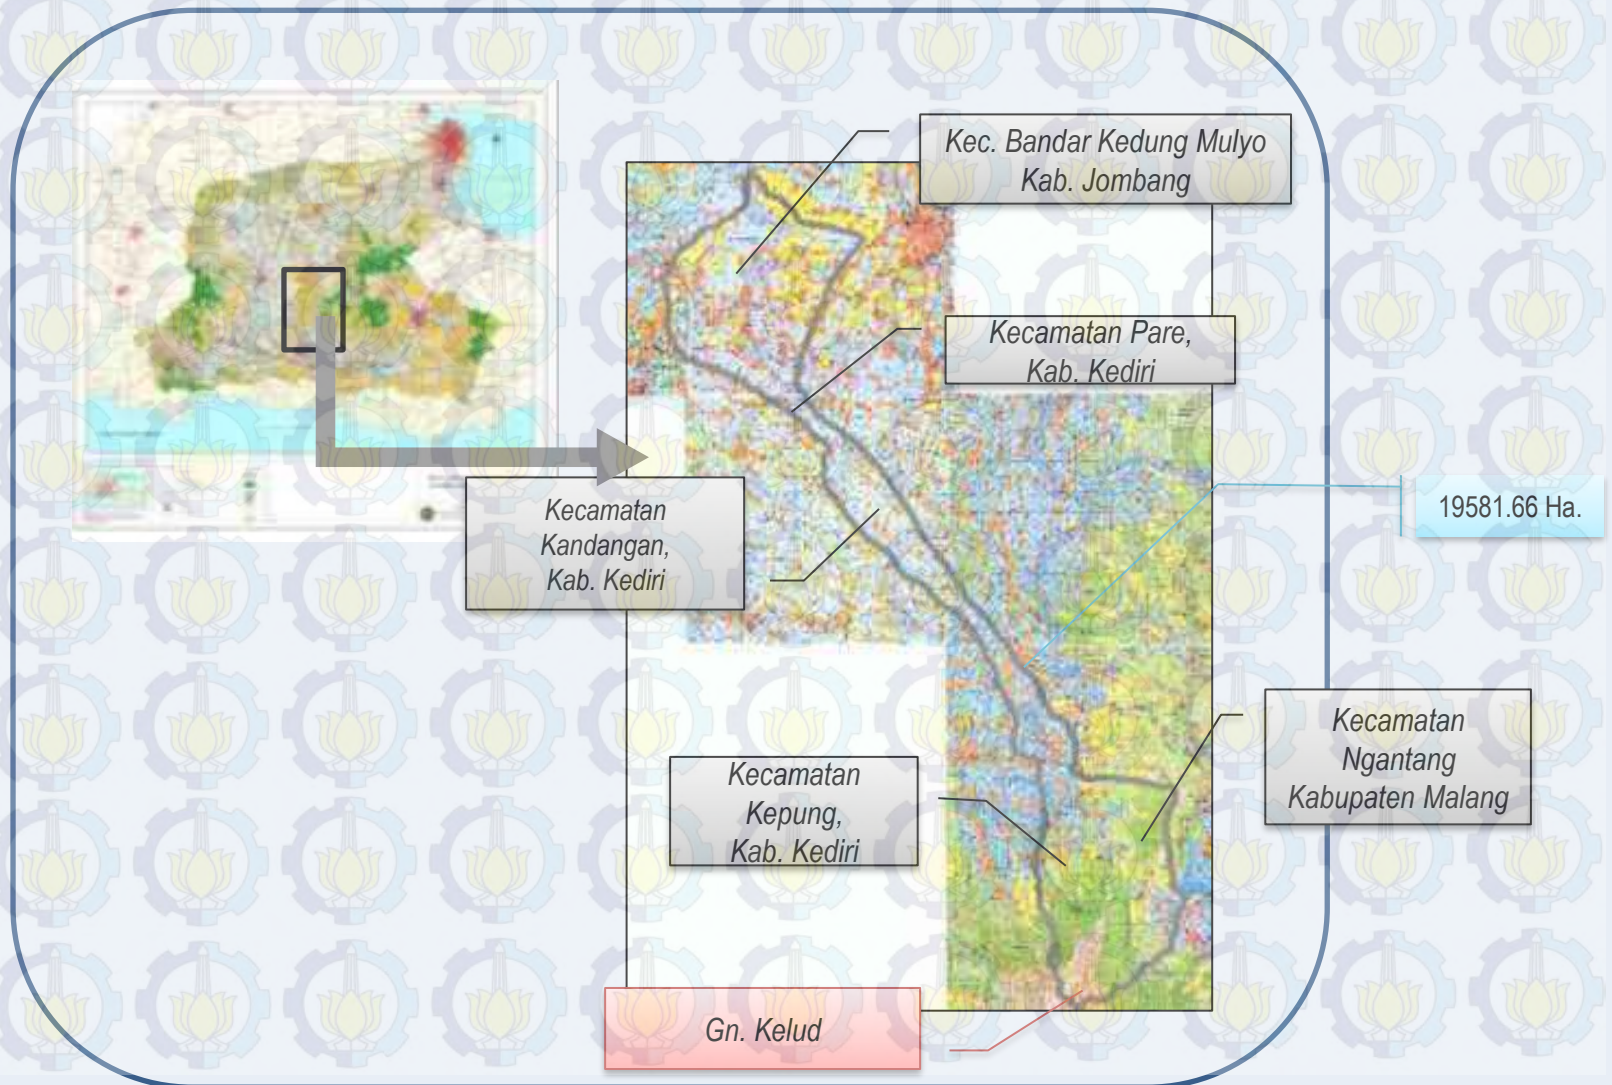 Kec. Bandar Kedung Mulyo
Kab. Jombang
Kecamatan Pare,
Kab. Kediri
Kecamatan
Kandangan,
Kab. Kediri
19581.66 Ha.
Kecamatan
Ngantang
Kabupaten Malang
Kecamatan
Kepung,
Kab. Kediri
Gn. Kelud